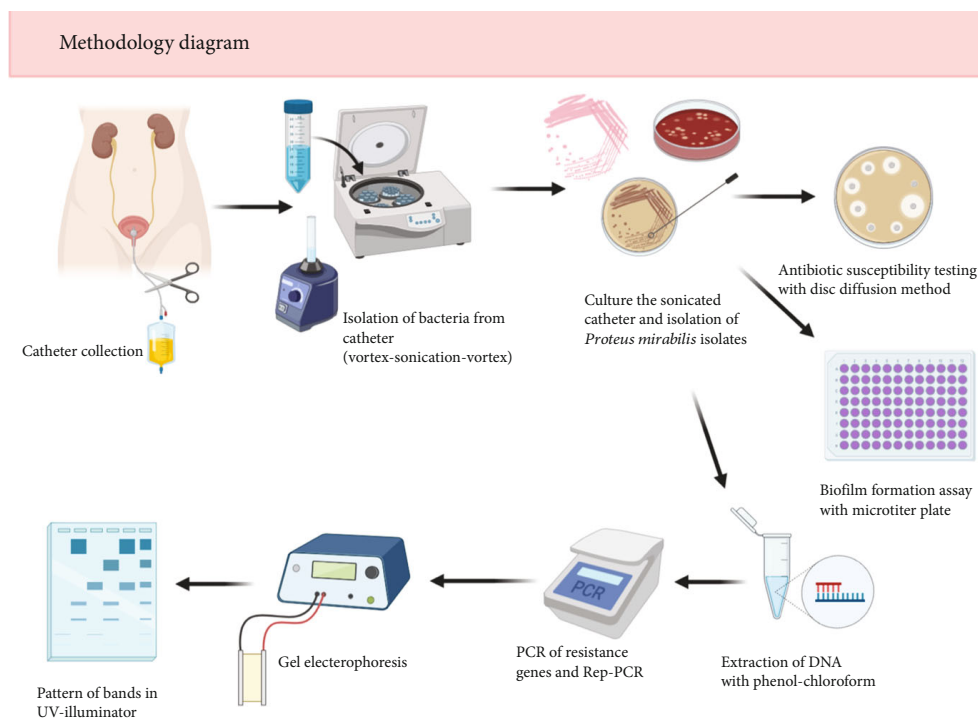 Methodology diagram
Catheter collection
Isolation of bacteria from
catheter
(vortex-sonication-vortex)
Culture the sonicated
catheter and isolation of
Proteus mirabilis isolates
Antibiotic susceptibility testing
with disc diffusion method
Biofilm formation assay
with microtiter plate
Extraction of DNA
with phenol-chloroform
PCR
PCR of resistance
genes and Rep-PCR
Gel electerophoresis
Pattern of bands in
UV-illuminator